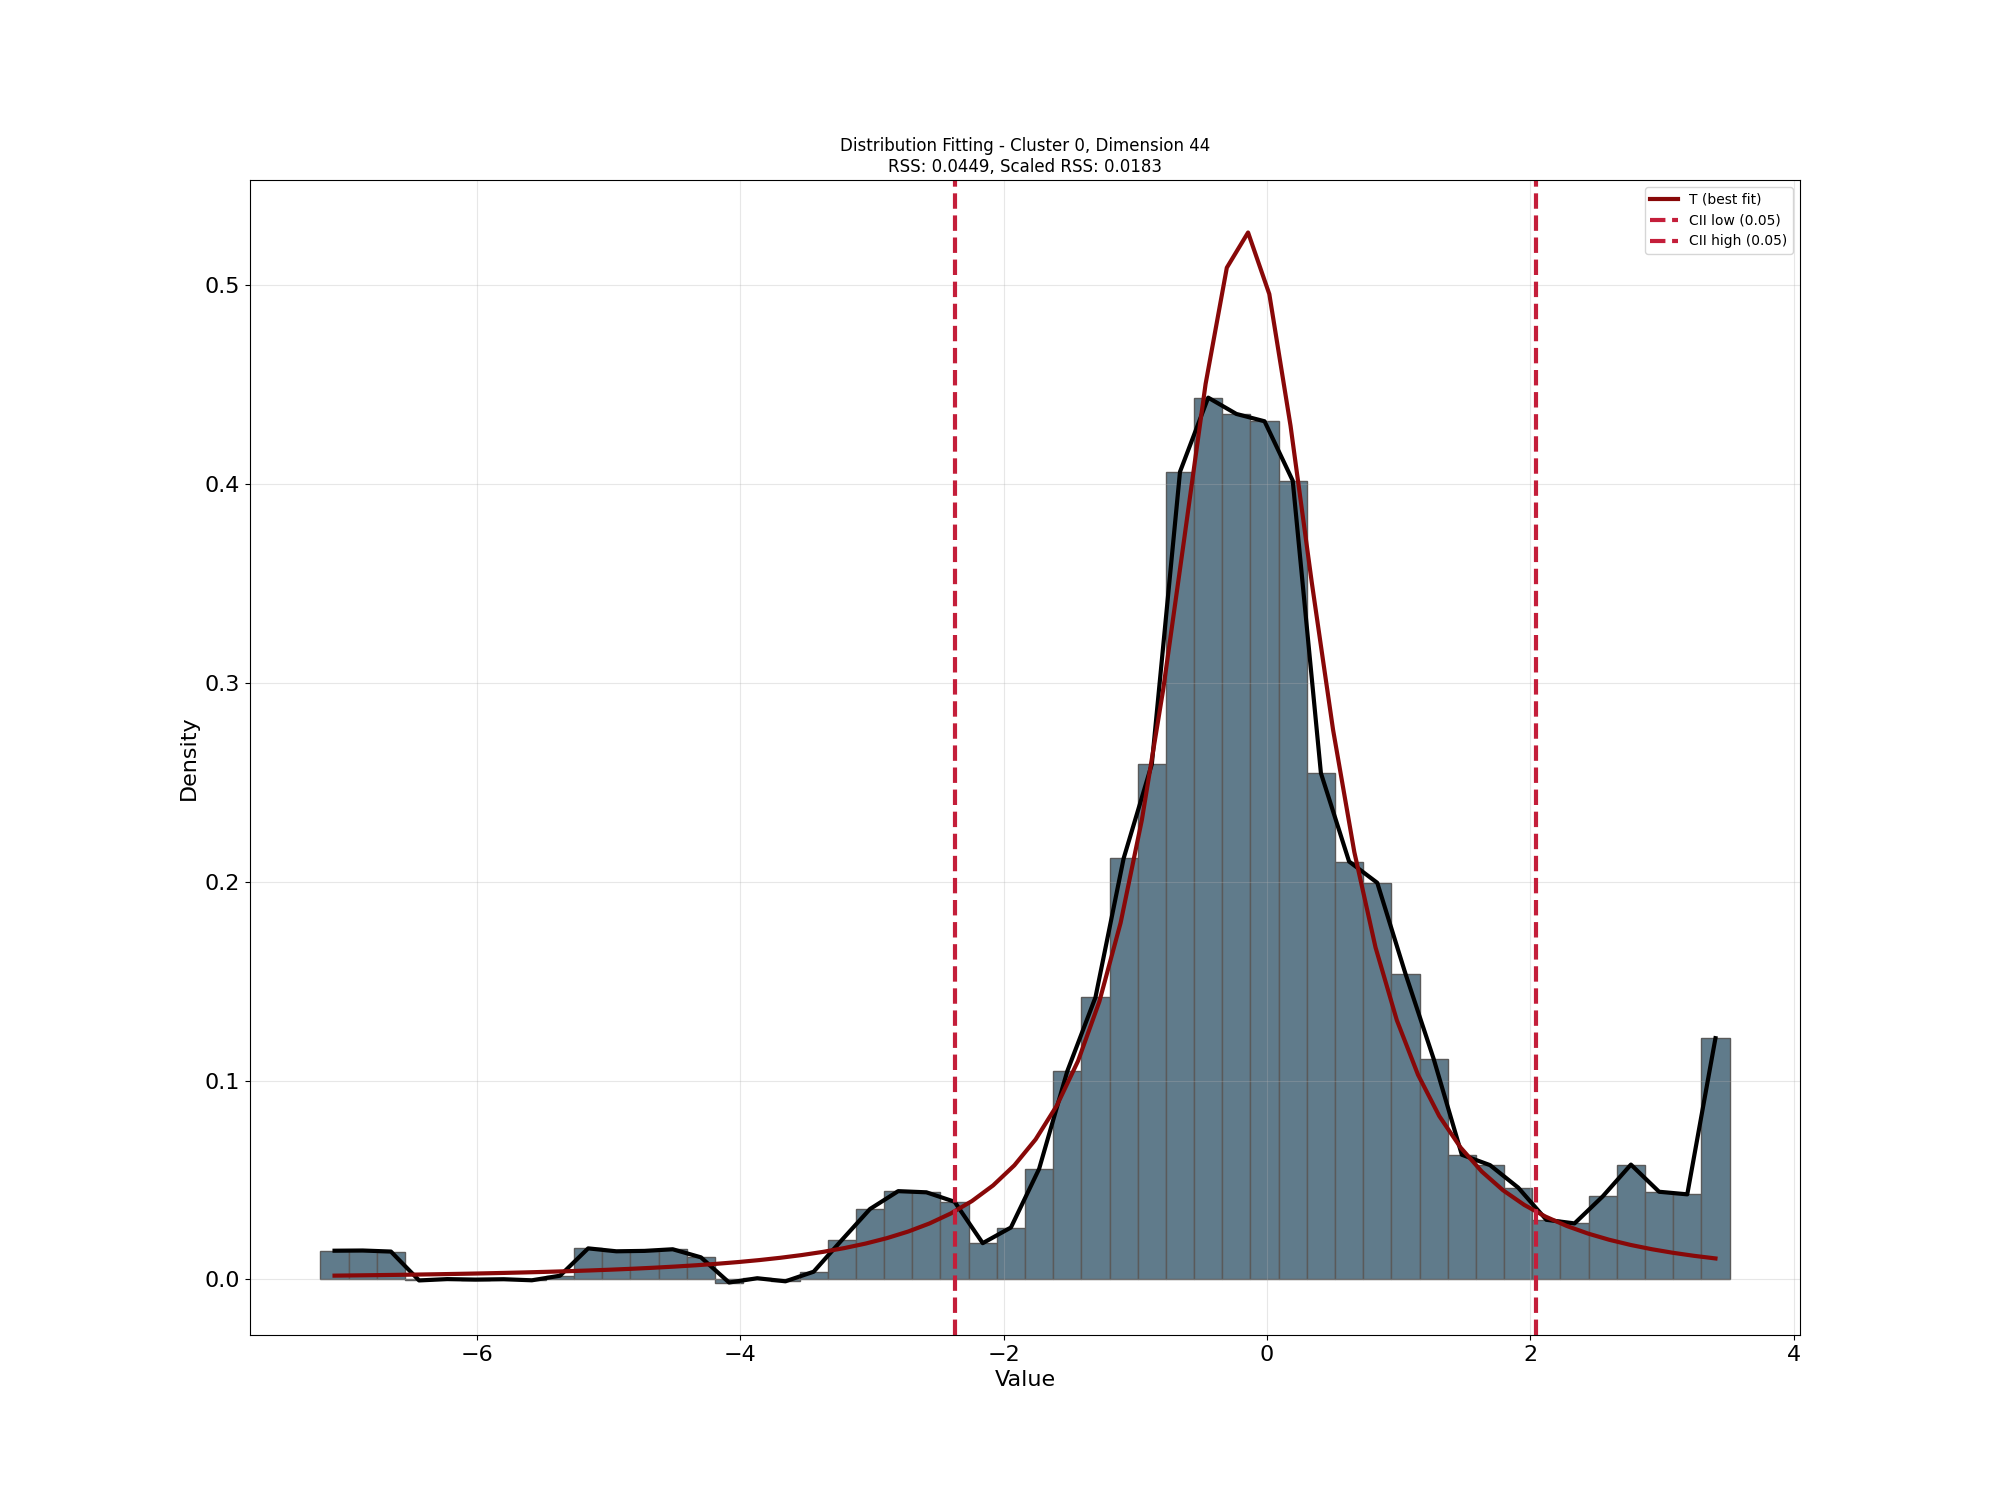 Distribution Fitting - Cluster 0, Dimension 44
RSS: 0.0449, Scaled RSS: 0.0183
T (best fit)
CII low (0.05)
CII high (0.05)
0.5
0.4
0.3
0.2
0.1
0.0
Density
−6
−4
−2
0
2
4
Value